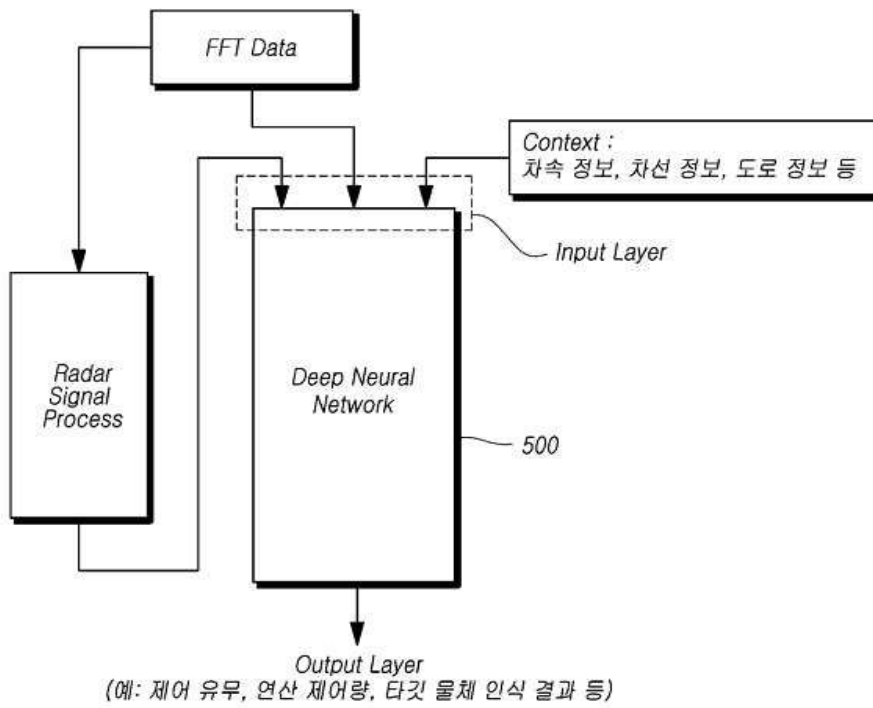 FFT Data
Context :
차속 정보, 차선 정보, 도로 정보 등
Input Layer
Radar
Signal
Process
Deep Neural
Network
500
Output Layer
(예: 제어 유무, 연산 제어량, 타깃 물체 인식 결과 등)